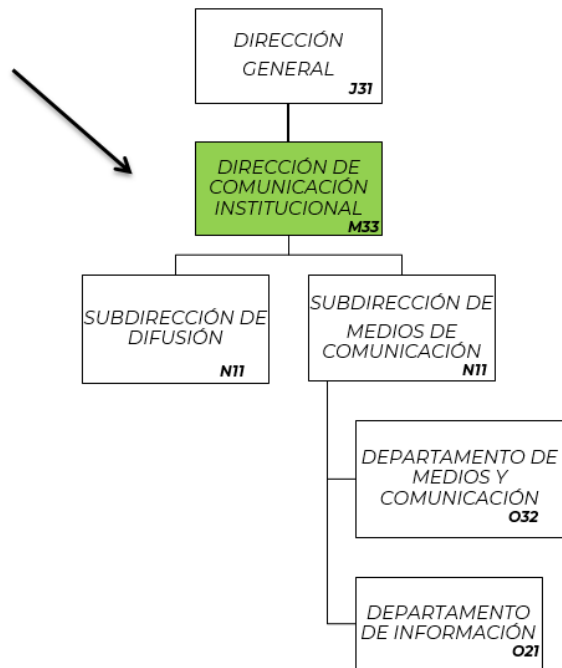 DIRECCIÓN
GENERAL
J31
DIRECCIÓN DE
COMUNICACIÓN
INSTITUCIONAL
M33
SUBDIRECCIÓN DE
DIFUSIÓN
N11
SUBDIRECCIÓN DE
MEDIOS DE
COMUNICACIÓN
N11
DEPARTAMENTO DE
MEDIOS Y
COMUNICACIÓN
O32
DEPARTAMENTO
DE INFORMACIÓN
O21